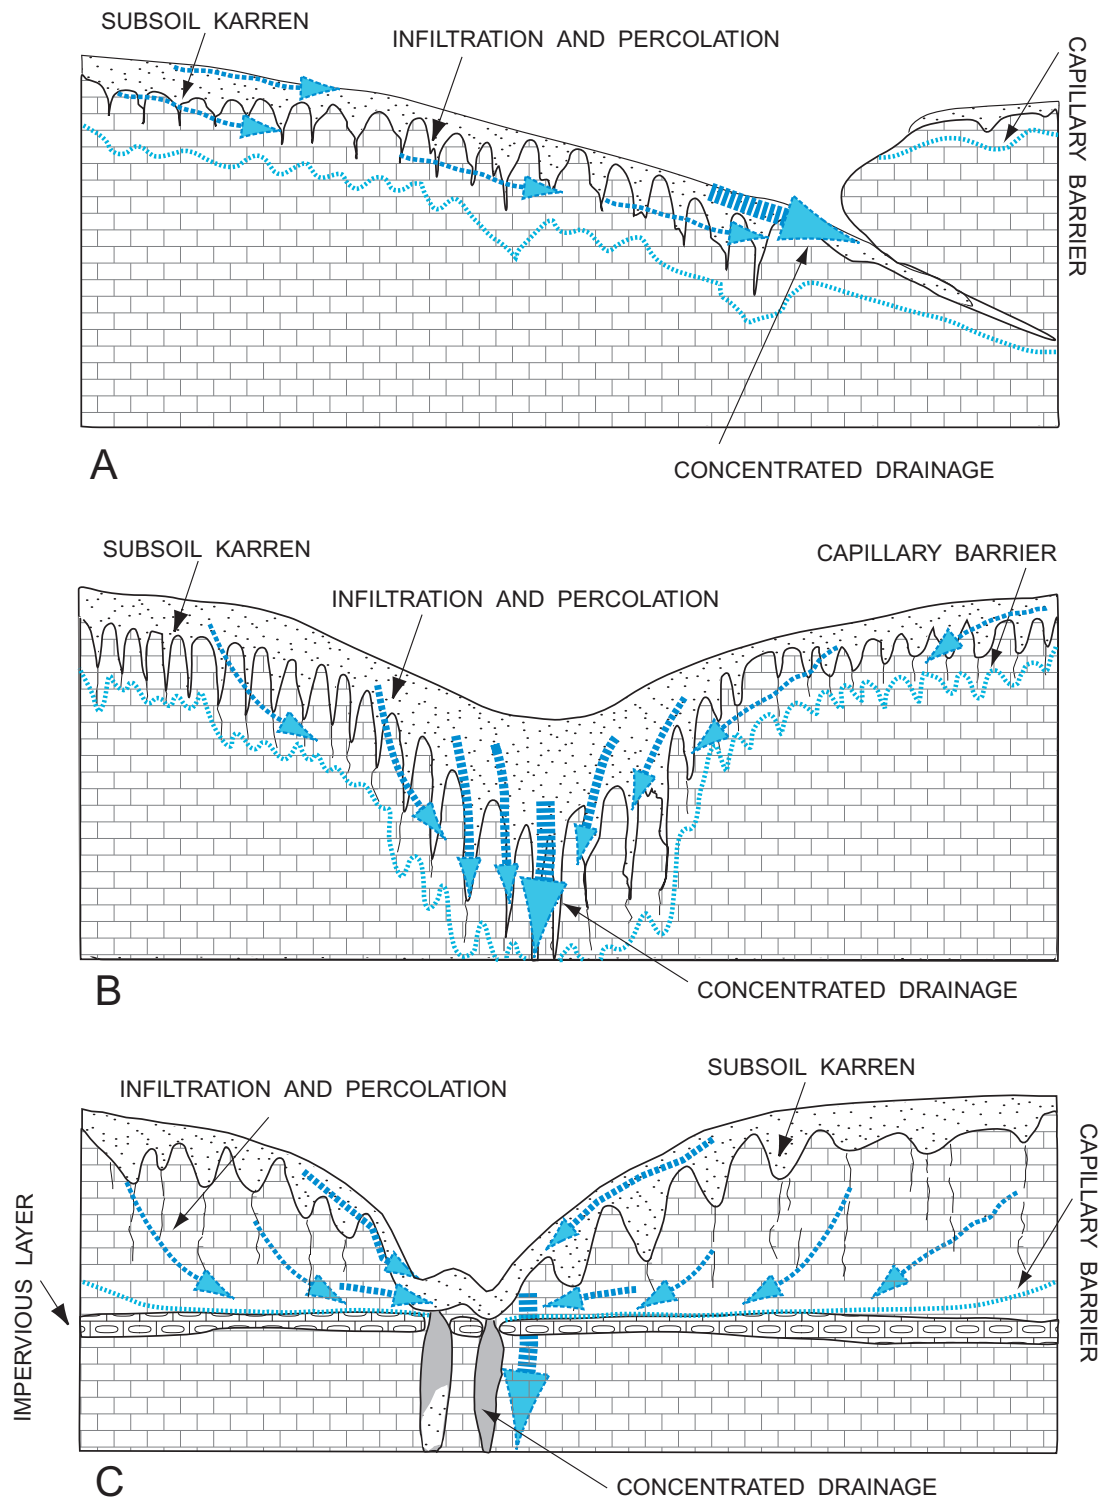 SUBSOIL KARREN
INFILTRATION AND PERCOLATION
CAPILLARY BARRIER
CONCENTRATED DRAINAGE
A
SUBSOIL KARREN
CAPILLARY BARRIER
INFILTRATION AND PERCOLATION
B
CONCENTRATED DRAINAGE
SUBSOIL KARREN
INFILTRATION AND PERCOLATION
CAPILLARY BARRIER
IMPERVIOUS LAYER
C
CONCENTRATED DRAINAGE